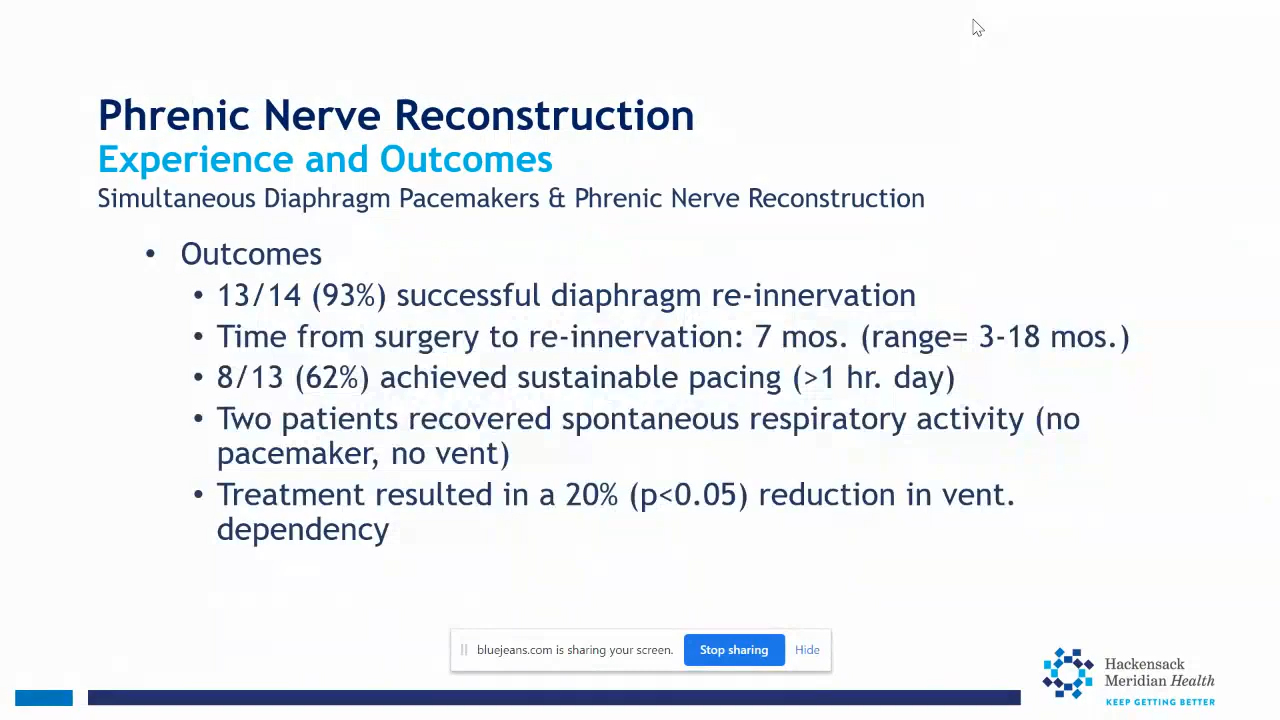 Phrenic Nerve Reconstruction
Experience and Outcomes
Simultaneous Diaphragm Pacemakers & Phrenic Nerve Reconstruction
• Outcomes
• 13/14 (93%) successful diaphragm re-innervation
• Time from surgery to re-innervation: 7 mos. (range= 3-18 mos.)
• 8/13 (62%) achieved sustainable pacing (>1 hr. day)
• Two patients recovered spontaneous respiratory activity (no
pacemaker, no vent)
• Treatment resulted in a 20% (p<0.05) reduction in vent.
dependency
bluejeans.com is sharing your screen. Stop sharing Hide
Hackensack
Meridian Health
KEEP GETTING BETTER